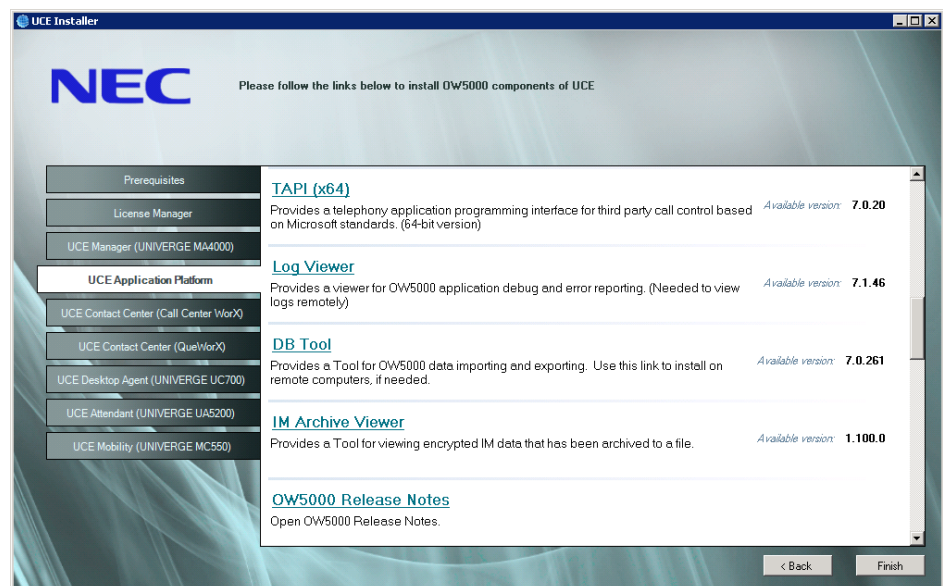 UCE Installer
NEC
Please follow the links below to install OW5000 components of UCE
Prerequisites
License Manager
UCE Manager (UNIVERGE MA4000)
UCE Application Platform
UCE Contact Center (Call Center WorX)
UCE Contact Center (QueWorX)
UCE Desktop Agent (UNIVERGE UC700)
UCE Attendant (UNIVERGE UA5200)
UCE Mobility (UNIVERGE MC550)
TAPI (x64)
Provides a telephony application programming interface for third party call control based
on Microsoft standards. (64-bit version)
Available version: 7.0.20
Log Viewer
Provides a viewer for OW5000 application debug and error reporting. (Needed to view
logs remotely)
Available version: 7.1.46
DB Tool
Provides a Tool for OW5000 data importing and exporting. Use this link to install on
remote computers, if needed.
Available version: 7.0.261
IM Archive Viewer
Provides a Tool for viewing encrypted IM data that has been archived to a file.
Available version: 1.100.0
OW5000 Release Notes
Open OW5000 Release Notes.
< Back
Finish